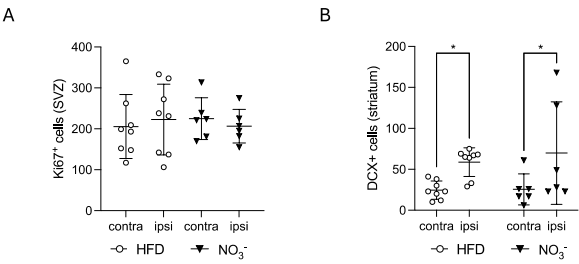 A
Ki67⁺ cells (SVZ)
400
300
200
100
0
contra ipsi contra ipsi
HFD NO₃⁻
B
DCX+ cells (striatum)
200
150
100
50
0
* *
contra ipsi contra ipsi
HFD NO₃⁻